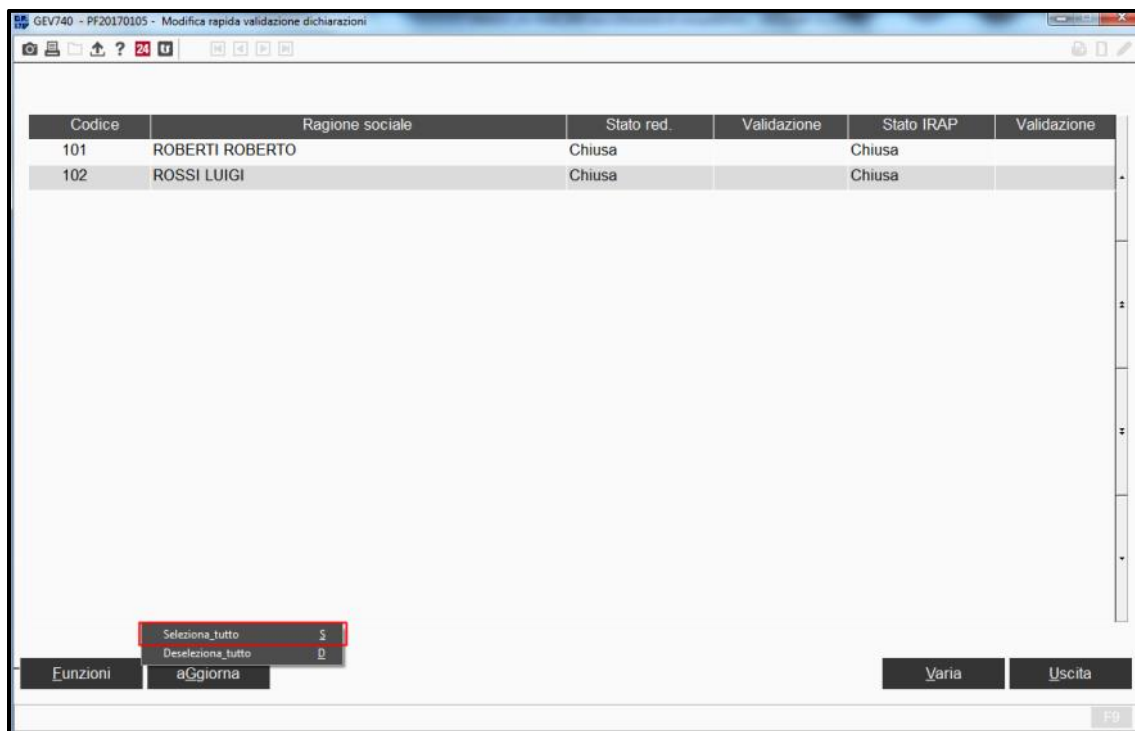 GEV740 - PF20170105 - Modifica rapida validazione dichiarazioni
? 24 U
Codice Ragione sociale Stato red. Validazione Stato IRAP Validazione
101 ROBERTI ROBERTO Chiusa Chiusa
102 ROSSI LUIGI Chiusa Chiusa
Seleziona_tutto S
Deseleziona_tutto D
Funzioni aGgiorna Varia Uscita
F9